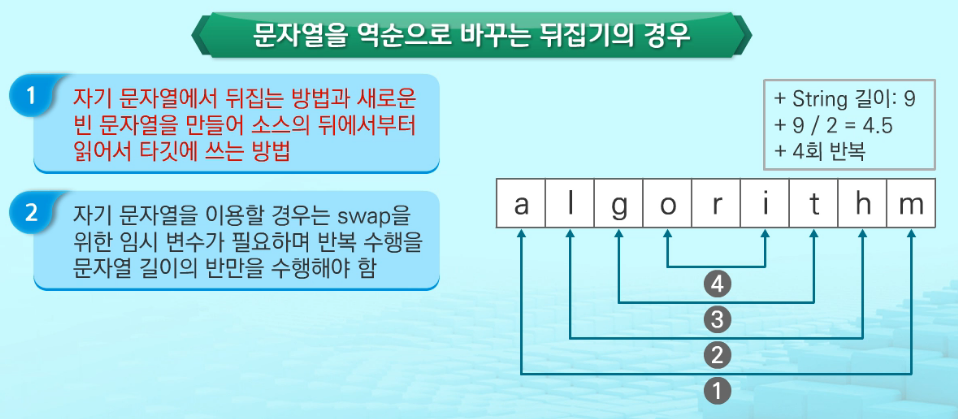 문자열을 역순으로 바꾸는 뒤집기의 경우
1
자기 문자열에서 뒤집는 방법과 새로운
빈 문자열을 만들어 소스의 뒤에서부터
읽어서 타깃에 쓰는 방법
2
자기 문자열을 이용할 경우는 swap을
위한 임시 변수가 필요하며 반복 수행을
문자열 길이의 반만을 수행해야 함
+ String 길이: 9
+ 9 / 2 = 4.5
+ 4회 반복
a l g o r i t h m
4
3
2
1